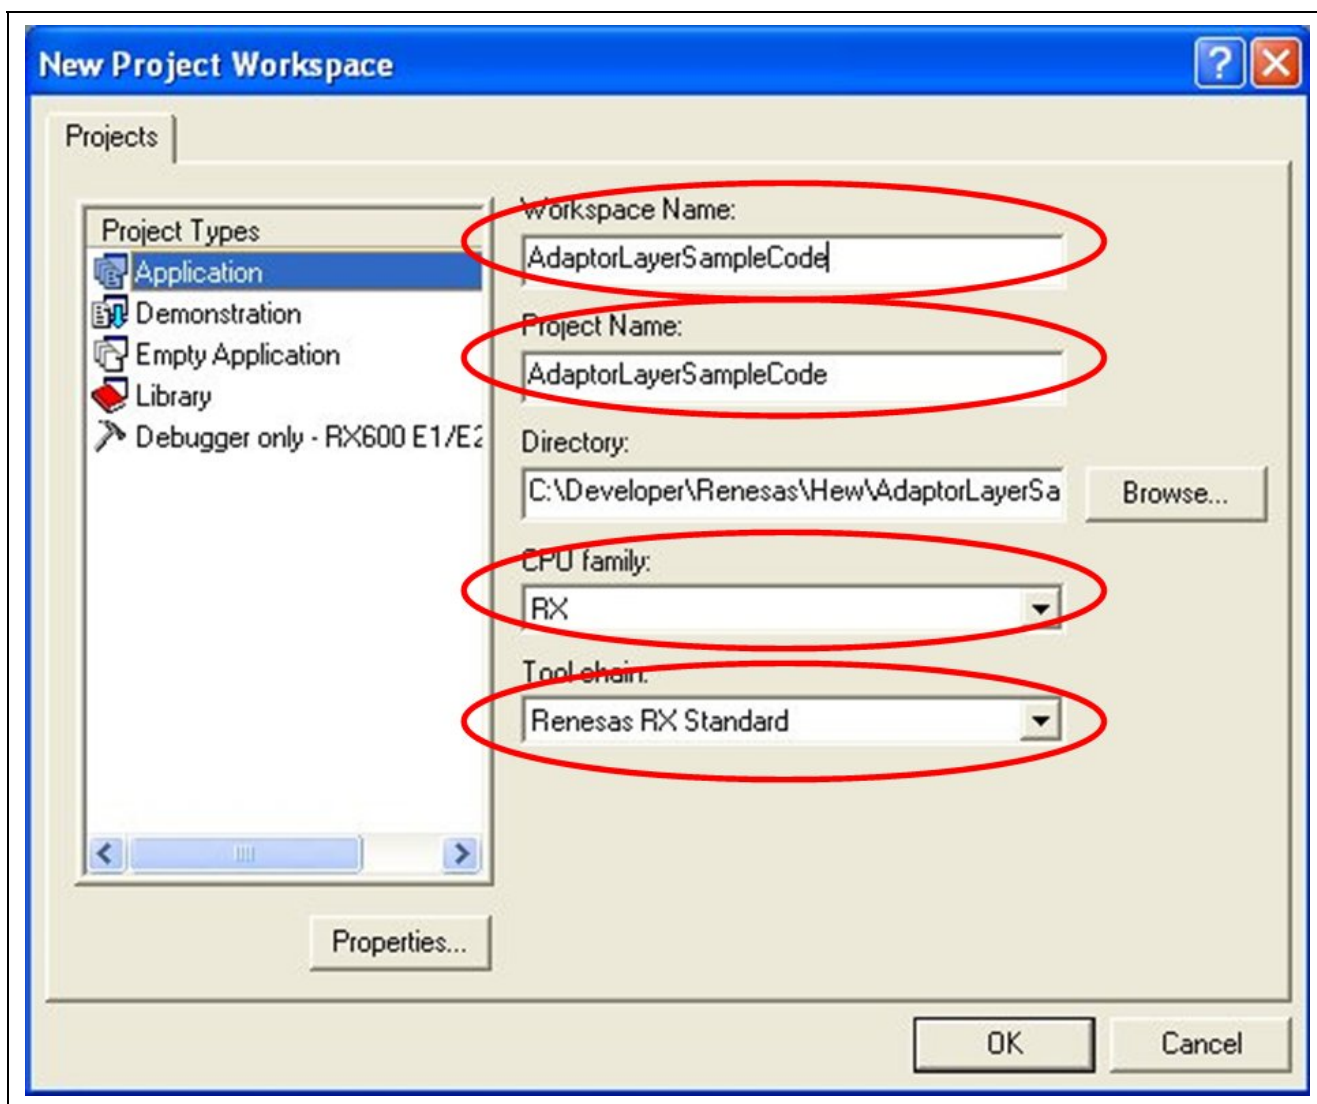 New Project Workspace
Projects
Project Types
Application
Demonstration
Empty Application
Library
Debugger only - RX600 E1/E2
Workspace Name:
AdaptorLayerSampleCode
Project Name:
AdaptorLayerSampleCode
Directory:
C:\Developer\Renesas\Hew\AdaptorLayerSa
Browse...
CPU family:
RX
Tool chain:
Renesas RX Standard
Properties...
OK
Cancel